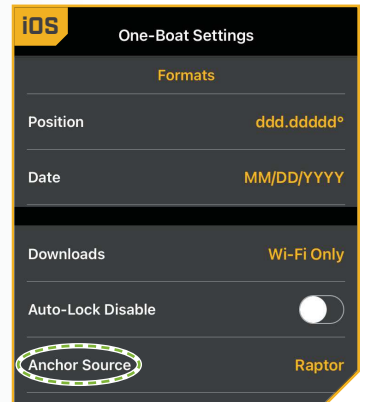 iOS
One-Boat Settings
Formats
Position ddd.ddddd°
Date MM/DD/YYYY
Downloads Wi-Fi Only
Auto-Lock Disable
Anchor Source Raptor